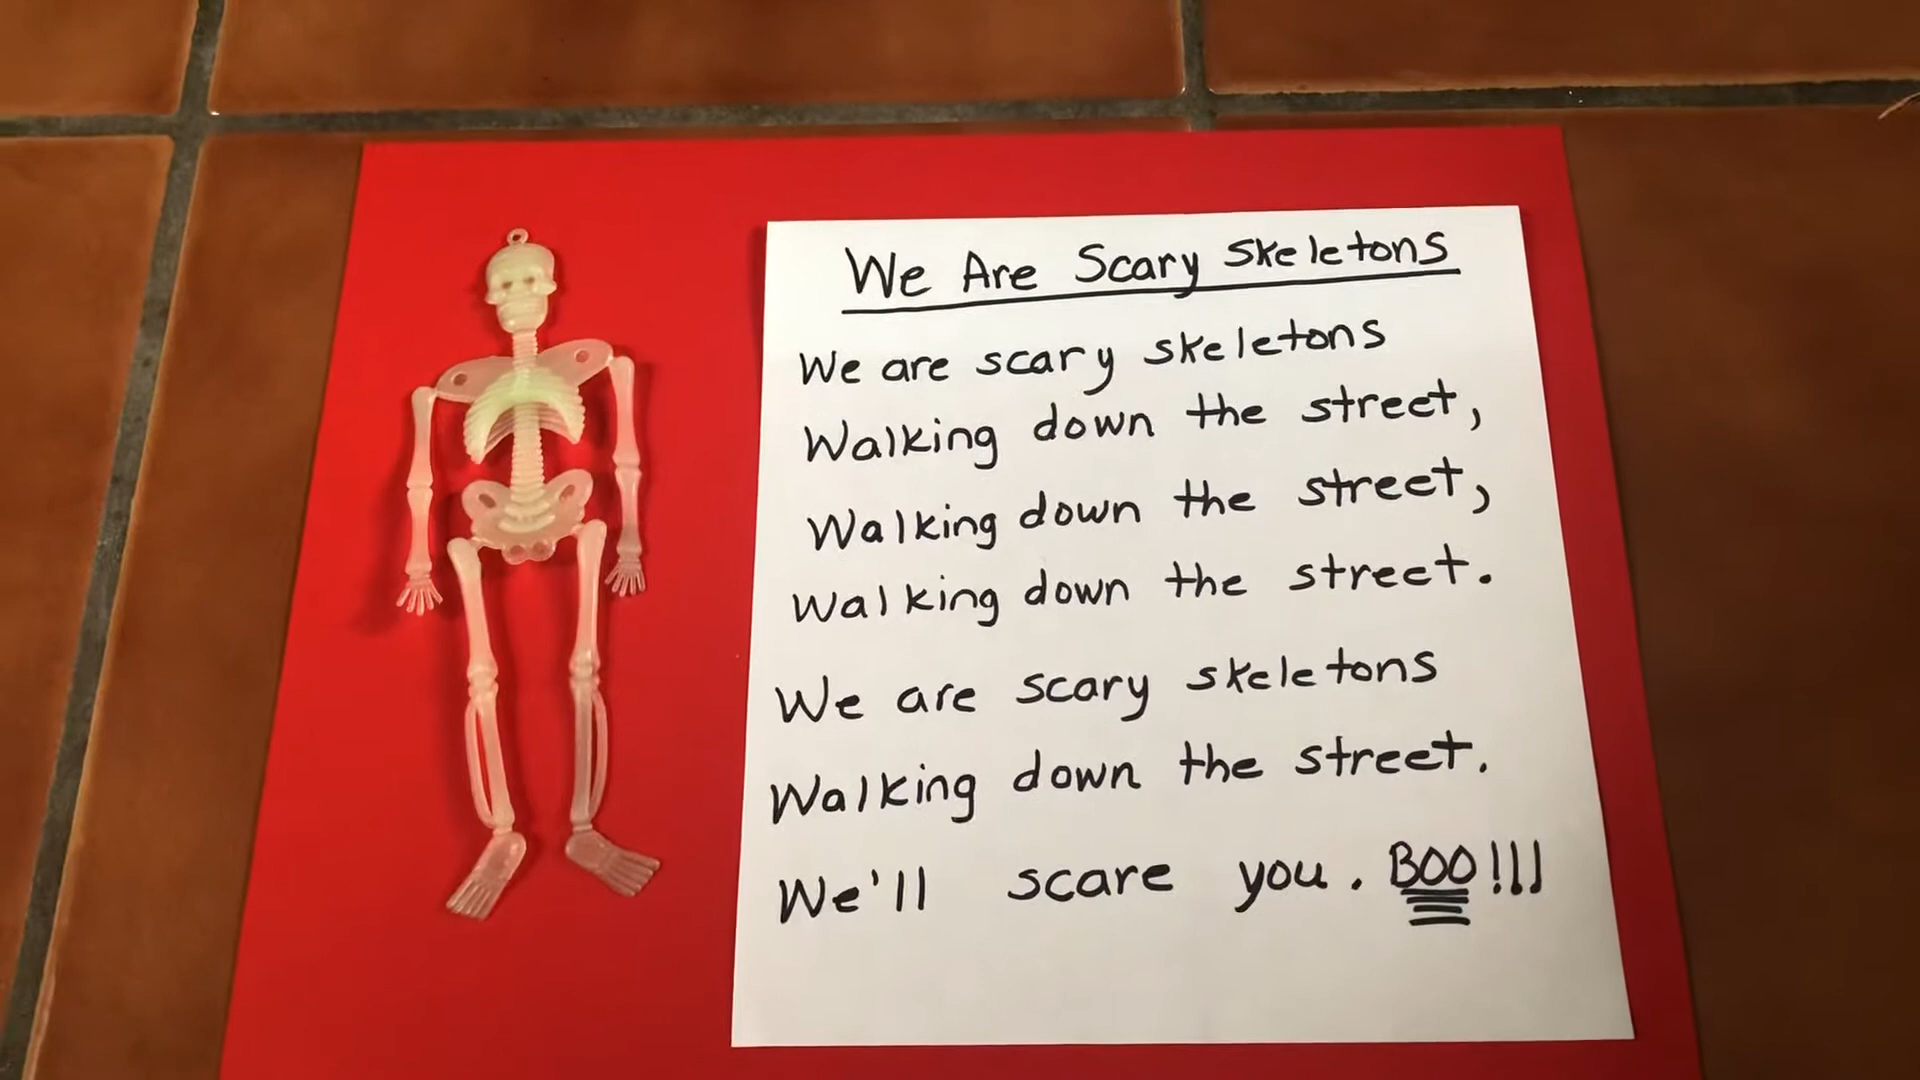 We Are Scary Skeletons
We are scary skeletons
Walking down the street,
Walking down the street,
Walking down the street.
We are scary skeletons
Walking down the street.
We'll scare you. BOO!!!